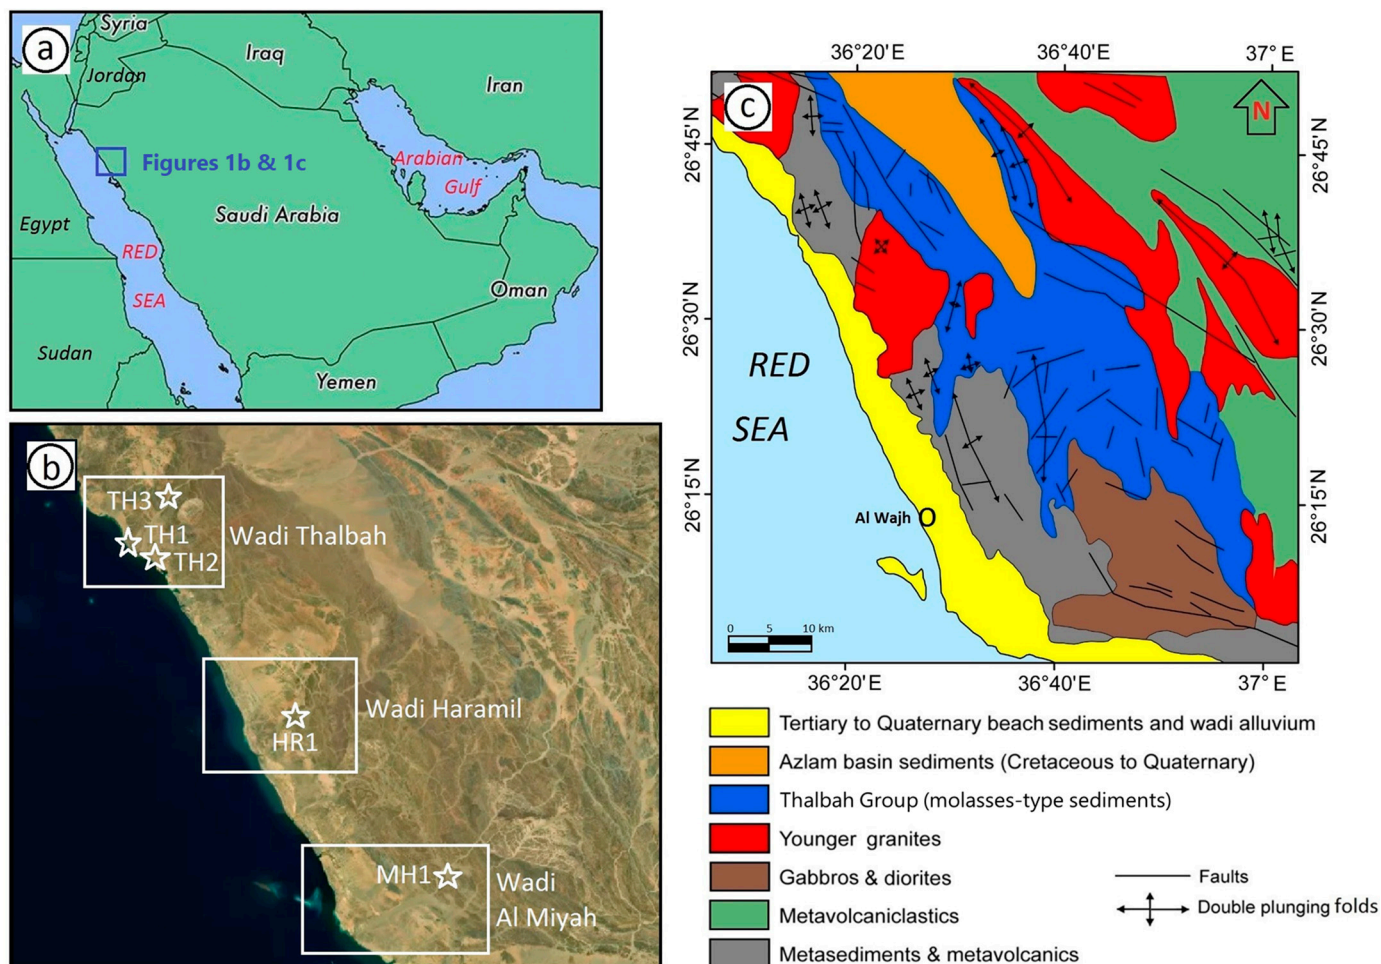 a
Syria
Jordan
Iraq
Iran
Figures 1b & 1c
Arabian
Gulf
Egypt
Saudi Arabia
RED
SEA
Oman
Sudan
Yemen
b
TH3
TH1
TH2
Wadi Thalbah
Wadi Haramil
HR1
MH1
Wadi
Al Miyah
c
36°20'E
36°40'E
37°E
N
26°45'N
26°45'N
26°30'N
26°30'N
RED
SEA
26°15'N
26°15'N
Al Wajh
0 5 10 km
36°20'E
36°40'E
37°E
Tertiary to Quaternary beach sediments and wadi alluvium
Azlam basin sediments (Cretaceous to Quaternary)
Thalbah Group (molasses-type sediments)
Younger granites
Gabbros & diorites
Metavolcaniclastics
Metasediments & metavolcanics
Faults
Double plunging folds